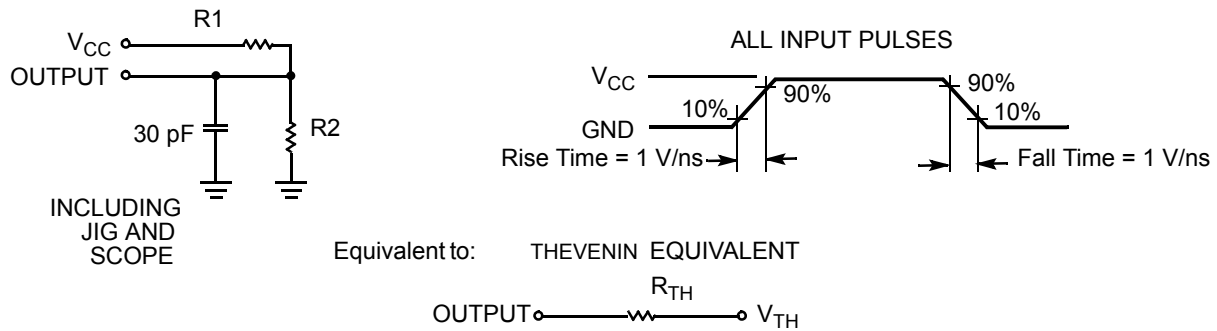 R1
VCC
OUTPUT
30 pF
R2
INCLUDING
JIG AND
SCOPE
ALL INPUT PULSES
VCC
GND
10%
90%
90%
10%
Rise Time = 1 V/ns
Fall Time = 1 V/ns
Equivalent to: THEVENIN EQUIVALENT
RTH
OUTPUT
VTH